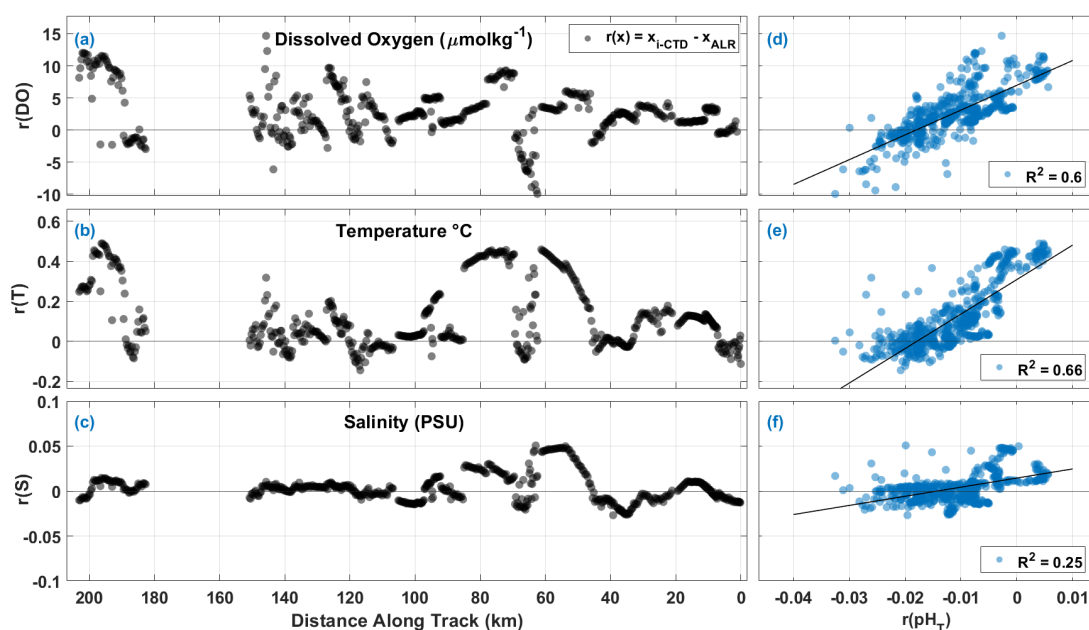 (a)
Dissolved Oxygen (μmolkg⁻¹)
r(x) = x_{i-CTD} - x_{ALR}
r(DO)
15
10
5
0
-5
-10
(d)
R² = 0.6
(b)
Temperature °C
r(T)
0.6
0.4
0.2
0
-0.2
(e)
R² = 0.66
(c)
Salinity (PSU)
r(S)
0.1
0.05
0
-0.05
-0.1
200 180 160 140 120 100 80 60 40 20 0
Distance Along Track (km)
(f)
R² = 0.25
-0.04 -0.03 -0.02 -0.01 0 0.01
r(pH_T)